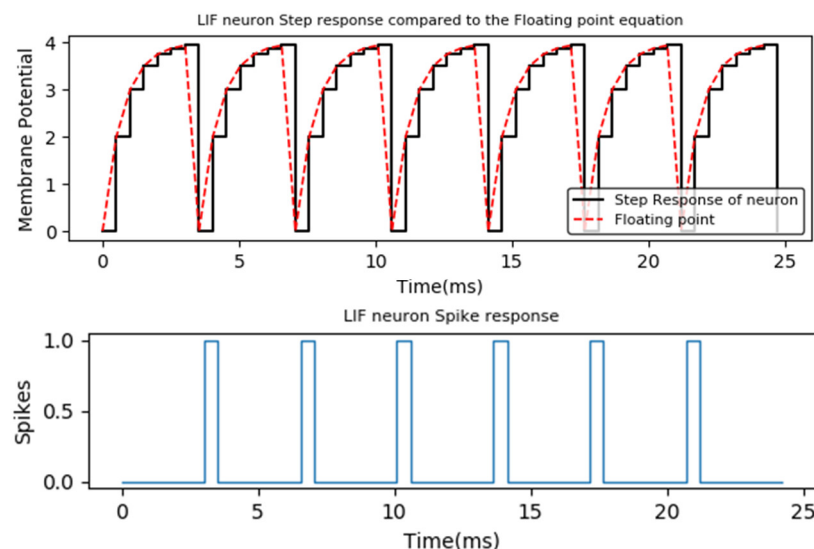 LIF neuron Step response compared to the Floating point equation
4
3
2
1
0
Membrane Potential
Step Response of neuron
Floating point
0 5 10 15 20 25
Time(ms)
LIF neuron Spike response
1.0
0.5
0.0
Spikes
0 5 10 15 20 25
Time(ms)